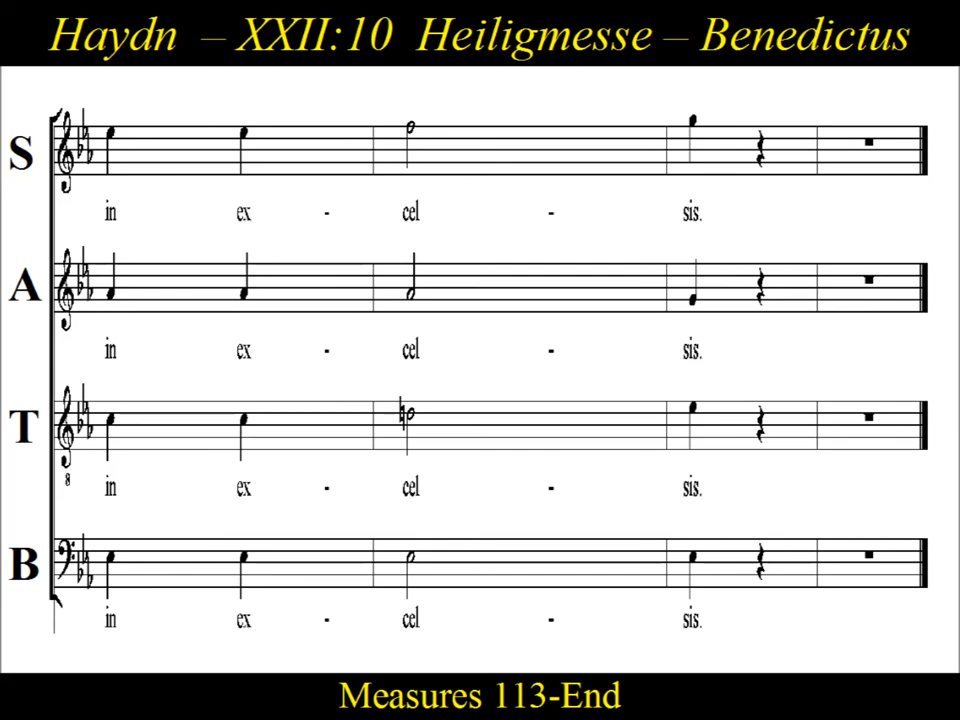 Haydn – XXII:10 Heiligmesse – Benedictus
S
in ex - cel - sis.
A
in ex - cel - sis.
T
8
in ex - cel - sis.
B
in ex - cel - sis.
Measures 113-End